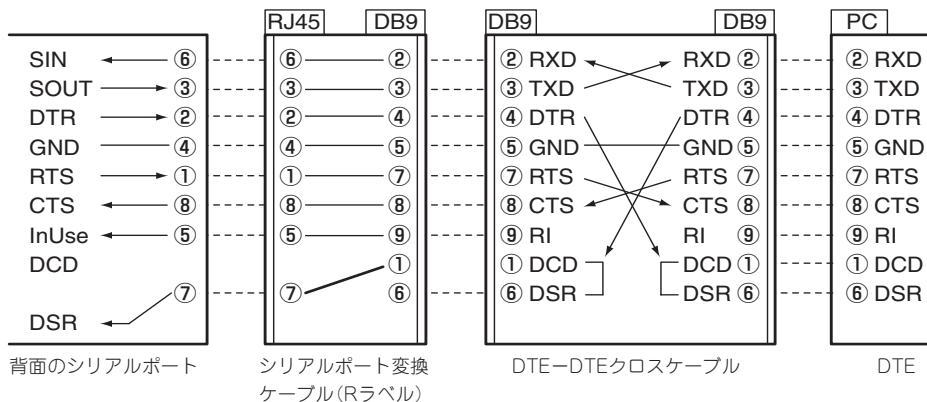 RJ45 DB9 DB9 DB9 PC
SIN ⑥ ⑥ ② ② RXD RXD ② ② RXD
SOUT ③ ③ ③ ③ TXD TXD ③ ③ TXD
DTR ② ② ④ ④ DTR DTR ④ ④ DTR
GND ④ ④ ⑤ ⑤ GND GND ⑤ ⑤ GND
RTS ① ① ⑦ ⑦ RTS RTS ⑦ ⑦ RTS
CTS ⑧ ⑧ ⑧ ⑧ CTS CTS ⑧ ⑧ CTS
InUse ⑤ ⑤ ⑨ ⑨ RI RI ⑨ ⑨ RI
DCD ① ① DCD DCD ① ① DCD
⑦ ⑦ ⑥ ⑥ DSR DSR ⑥ ⑥ DSR
DSR
背面のシリアルポート シリアルポート変換 DTE−DTEクロスケーブル DTE
ケーブル(Rラベル)